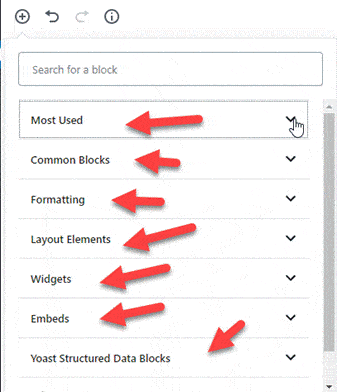 Search for a block
Most Used
Common Blocks
Formatting
Layout Elements
Widgets
Embeds
Yoast Structured Data Blocks